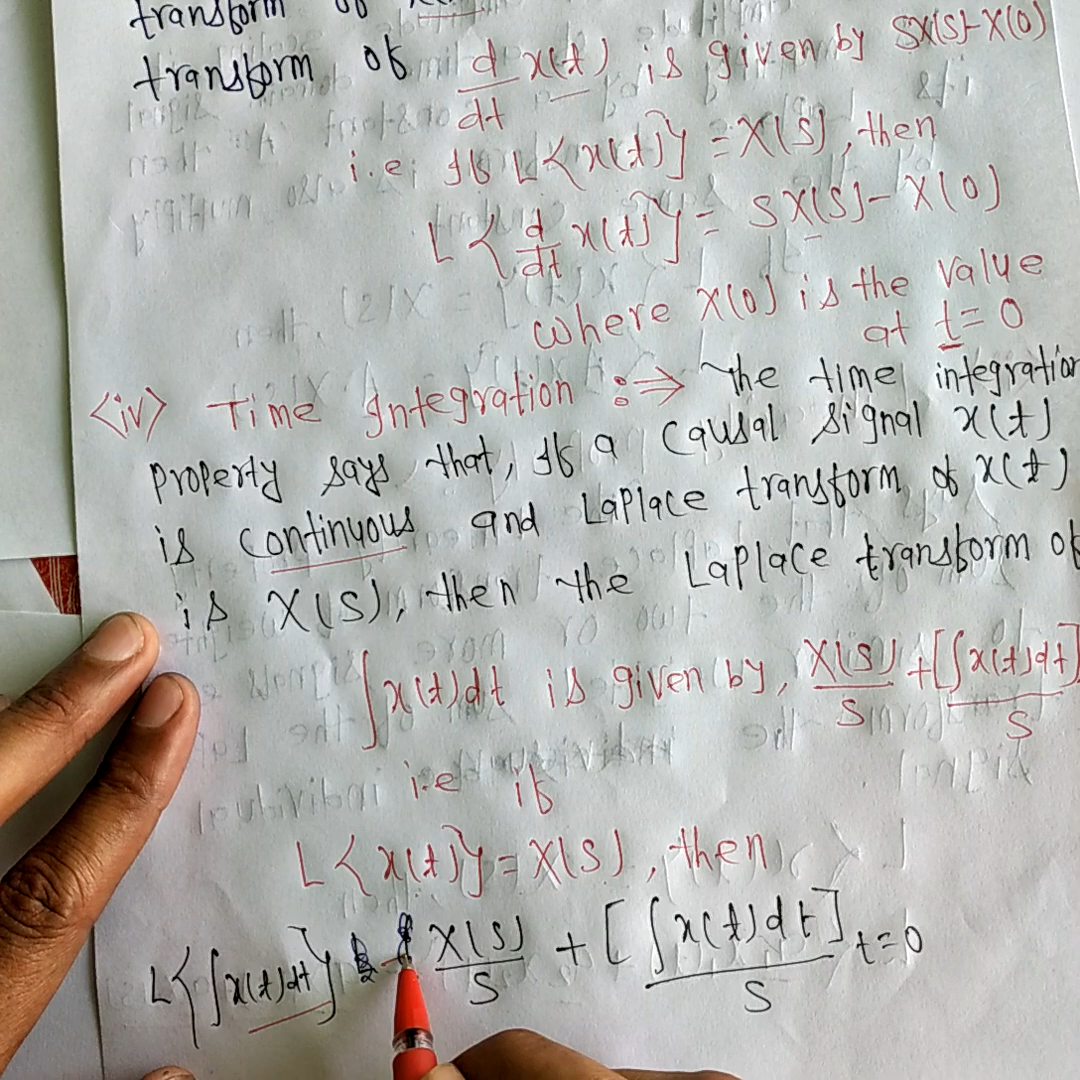 transform of
transform of d/dt x(t) is given by SX(S)-X(0)
i.e, If L{x(t)} = X(S), then
L{d/dt x(t)} = SX(S)-X(0)
where X(0) is the value
at t=0
<iv> Time Integration :⇒ The time integration
property says that, If a causal signal x(t)
is continuous and Laplace transform of x(t)
is X(S), then the Laplace transform of
∫x(t)dt is given by, X(S)/S + [∫x(t)dt]/S
i.e if
L{x(t)} = X(S), then
L{∫x(t)dt} X(S)/S + [∫x(t)dt]/S t=0